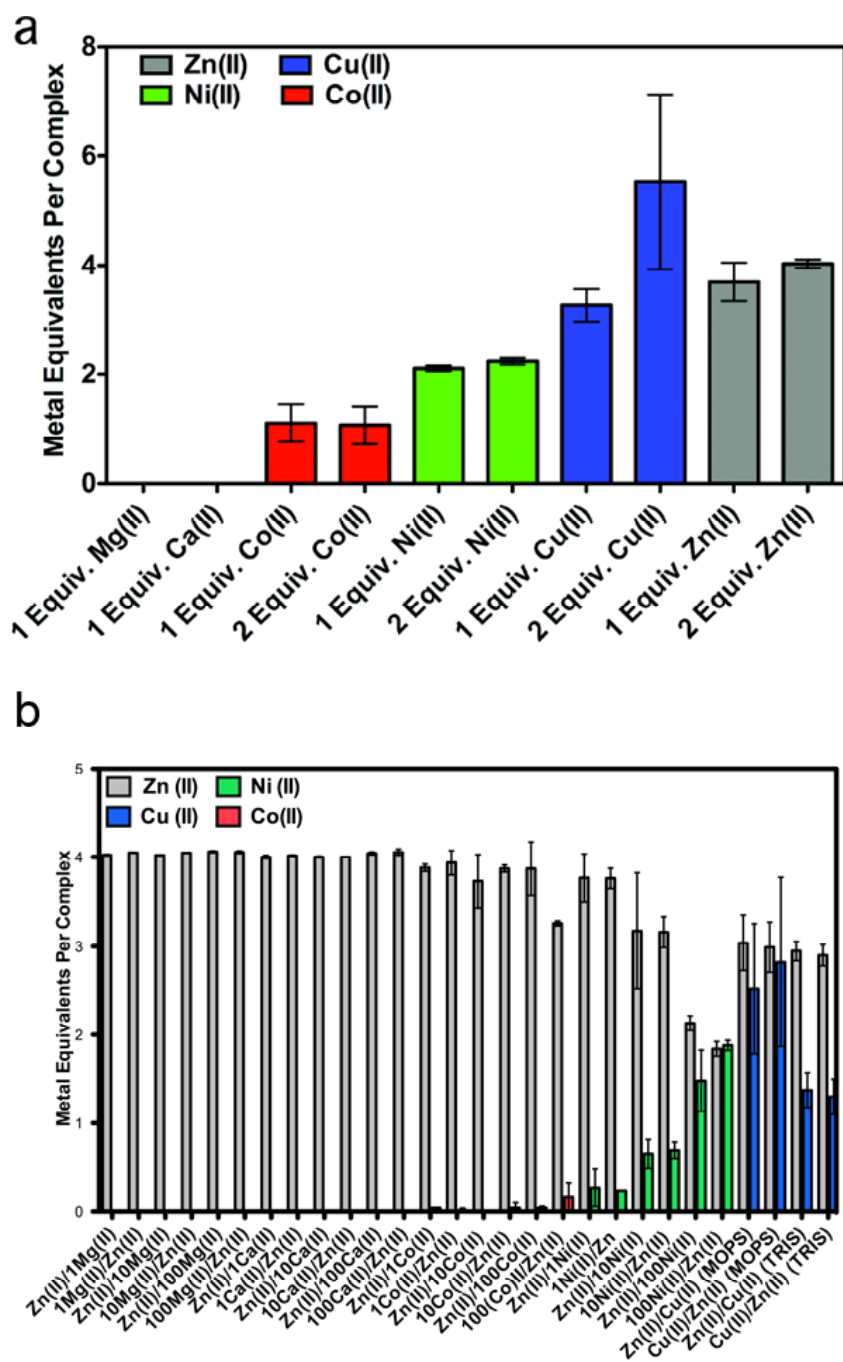 a
Metal Equivalents Per Complex
8
6
4
2
0
Zn(II) Cu(II)
Ni(II) Co(II)
1 Equiv. Mg(II)
1 Equiv. Ca(II)
1 Equiv. Co(II)
2 Equiv. Co(II)
1 Equiv. Ni(II)
2 Equiv. Ni(II)
1 Equiv. Cu(II)
2 Equiv. Cu(II)
1 Equiv. Zn(II)
2 Equiv. Zn(II)
b
Metal Equivalents Per Complex
5
4
3
2
1
0
Zn (II) Ni (II)
Cu (II) Co(II)
Zn(II)/1Mg(II)
1Mg(II)/Zn(II)
Zn(II)/10Mg(II)
10Mg(II)/Zn(II)
Zn(II)/100Mg(II)
100Mg(II)/Zn(II)
Zn(II)/1Ca(II)
1Ca(II)/Zn(II)
Zn(II)/10Ca(II)
10Ca(II)/Zn(II)
Zn(II)/100Ca(II)
100Ca(II)/Zn(II)
Zn(II)/1Co(II)
1Co(II)/Zn(II)
Zn(II)/10Co(II)
10Co(II)/Zn(II)
Zn(II)/100Co(II)
100(Co)II/Zn(II)
Zn(II)/1Ni(II)
1Ni(II)/Zn
Zn(II)/10Ni(II)
10Ni(II)/Zn(II)
Zn(II)/100Ni(II)
100Ni(II)/Zn(II)
Zn(II)/Cu(II) (MOPS)
Cu(II)/Zn(II) (MOPS)
Zn(II)/Cu(II) (TRIS)
Cu(II)/Zn(II) (TRIS)